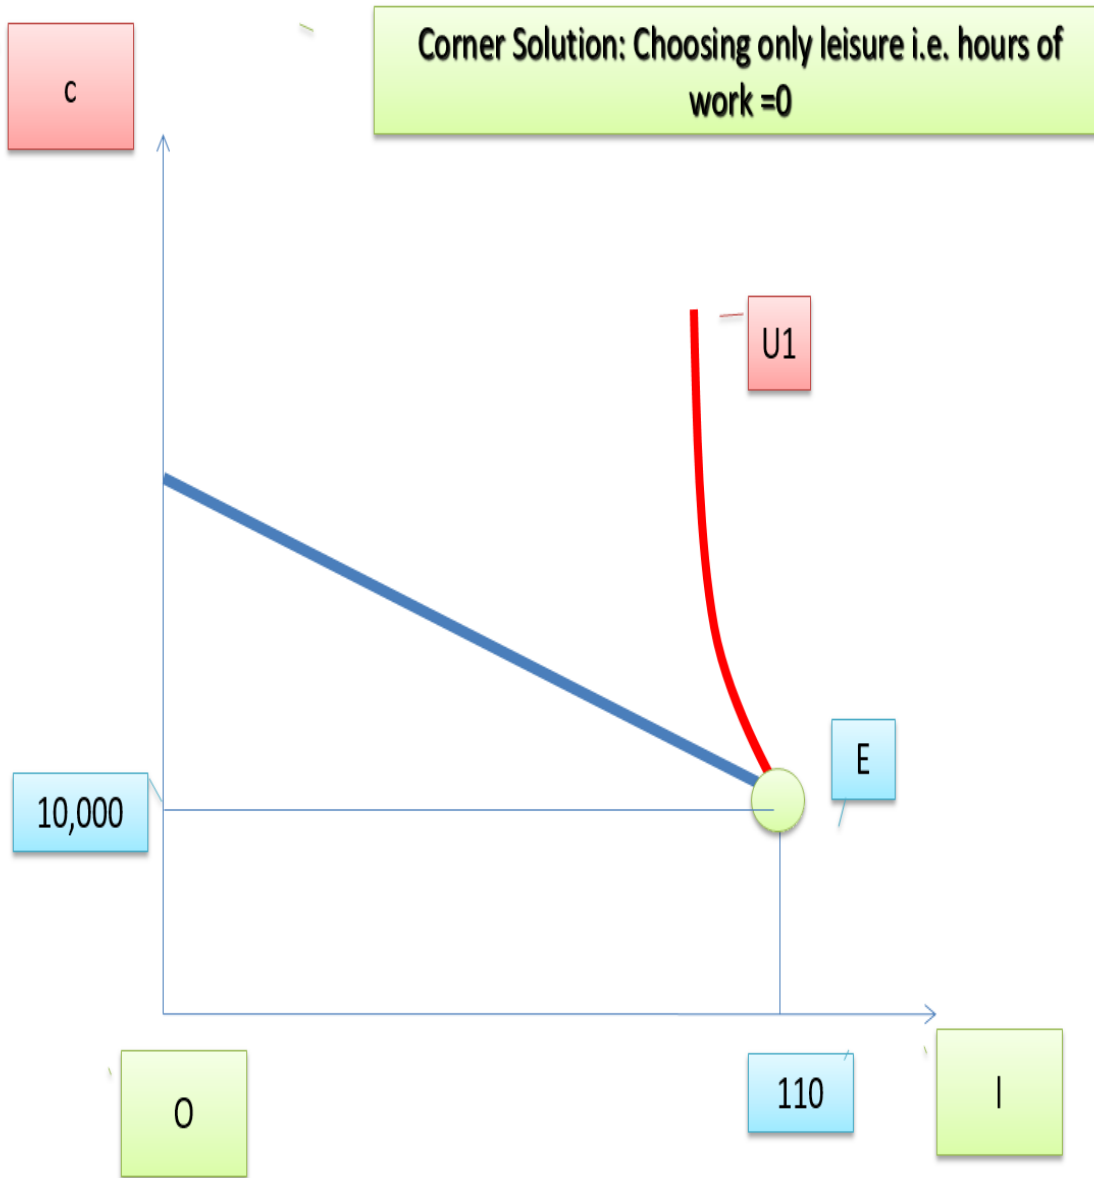 Corner Solution: Choosing only leisure i.e. hours of
work =0
c
U1
E
10,000
110
l
O